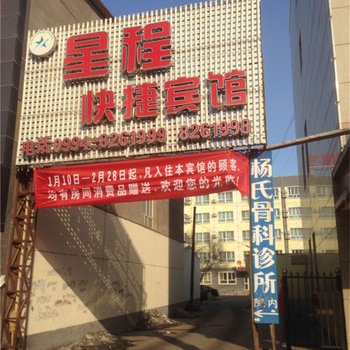 星程
快捷宾馆
电话:0994-8261999 8261998
1月10日—2月28日起,凡入住本宾馆的顾客,
均有房间消费品赠送,欢迎您的光临!
杨氏骨科诊所
院内